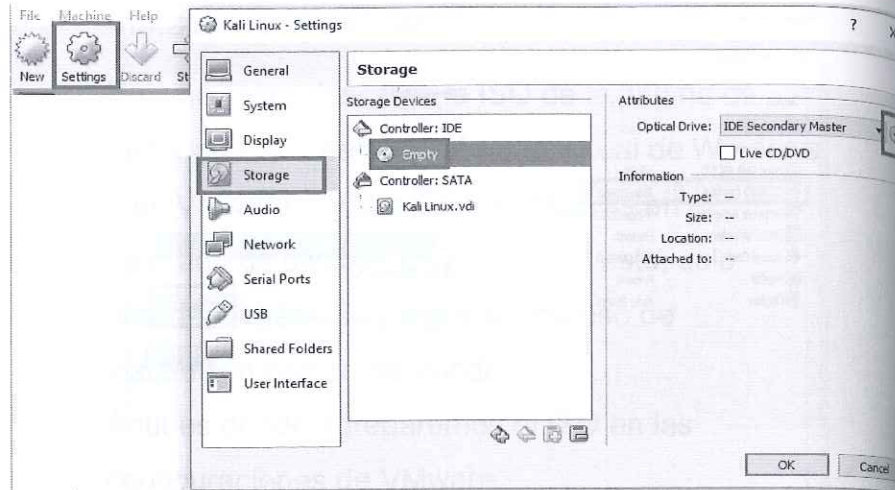 File Machine Help
Kali Linux - Settings
?
New Settings Discard St
General
System
Display
Storage
Audio
Network
Serial Ports
USB
Shared Folders
User Interface
Storage
Storage Devices
Controller: IDE
Empty
Controller: SATA
Kali Linux.vdi
Attributes
Optical Drive: IDE Secondary Master
Live CD/DVD
Information
Type: --
Size: --
Location: --
Attached to: --
OK Cancel